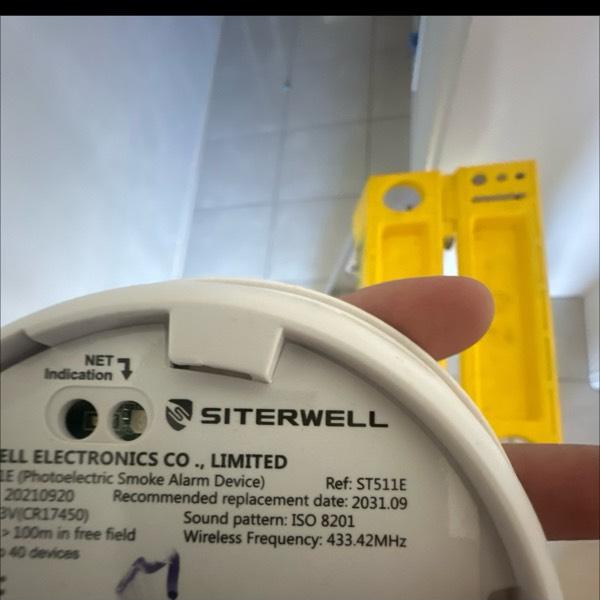 NET
Indication
SITERWELL
ELL ELECTRONICS CO ., LIMITED
1E (Photoelectric Smoke Alarm Device) Ref: ST511E
20210920 Recommended replacement date: 2031.09
3V(CR17450) Sound pattern: ISO 8201
> 100m in free field Wireless Frequency: 433.42MHz
40 devices
M